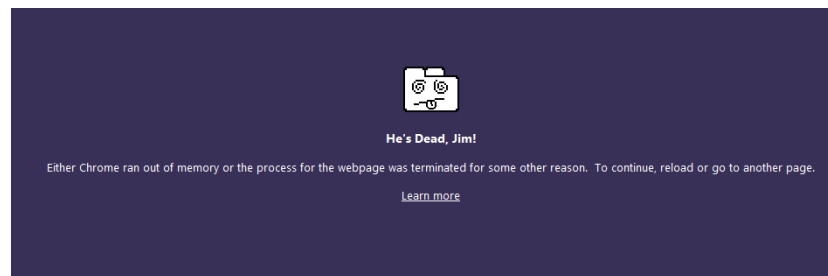 He's Dead, Jim!
Either Chrome ran out of memory or the process for the webpage was terminated for some other reason.  To continue, reload or go to another page.
Learn more